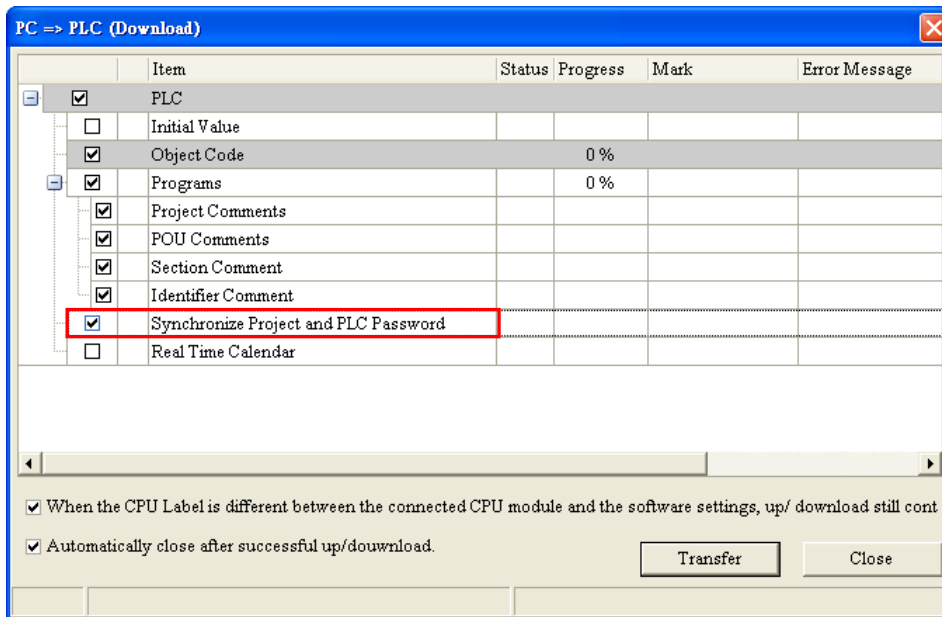 PC => PLC (Download)
Item Status Progress Mark Error Message
PLC
Initial Value
Object Code 0 %
Programs 0 %
Project Comments
POU Comments
Section Comment
Identifier Comment
Synchronize Project and PLC Password
Real Time Calendar
When the CPU Label is different between the connected CPU module and the software settings, up/ download still cont
Automatically close after successful up/douwnload.
Transfer Close